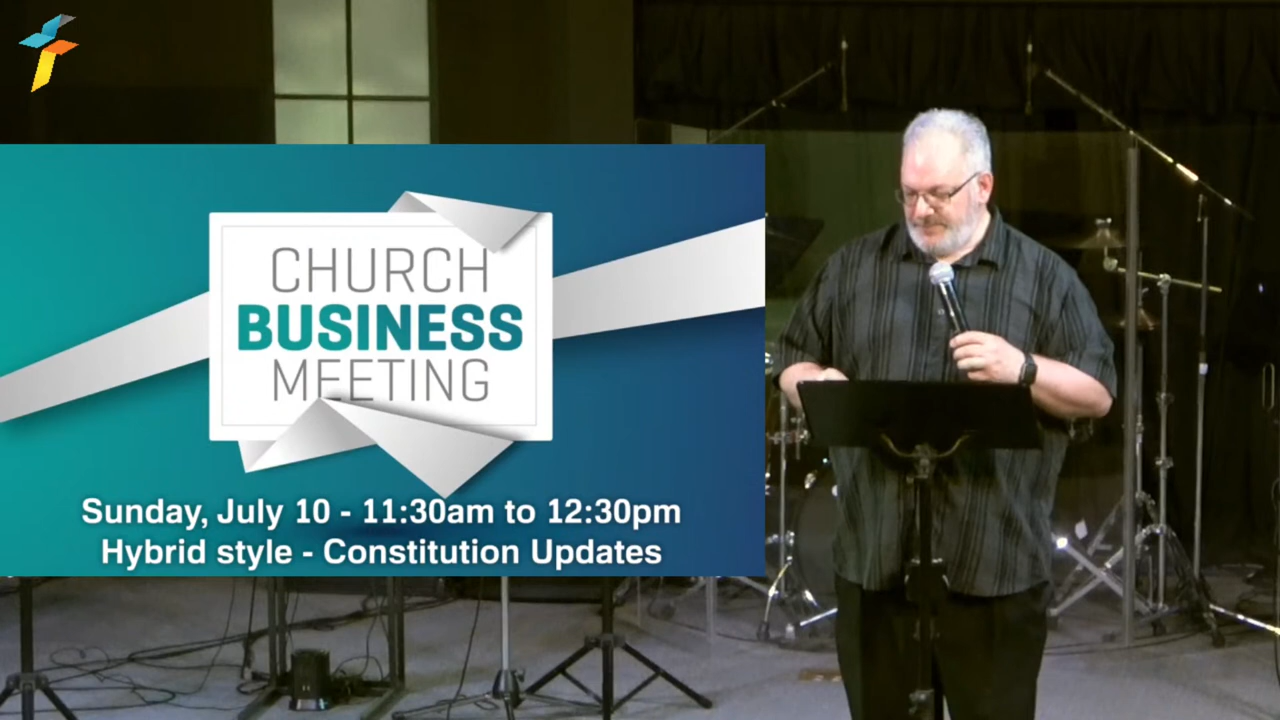 CHURCH
BUSINESS
MEETING
Sunday, July 10 - 11:30am to 12:30pm
Hybrid style - Constitution Updates